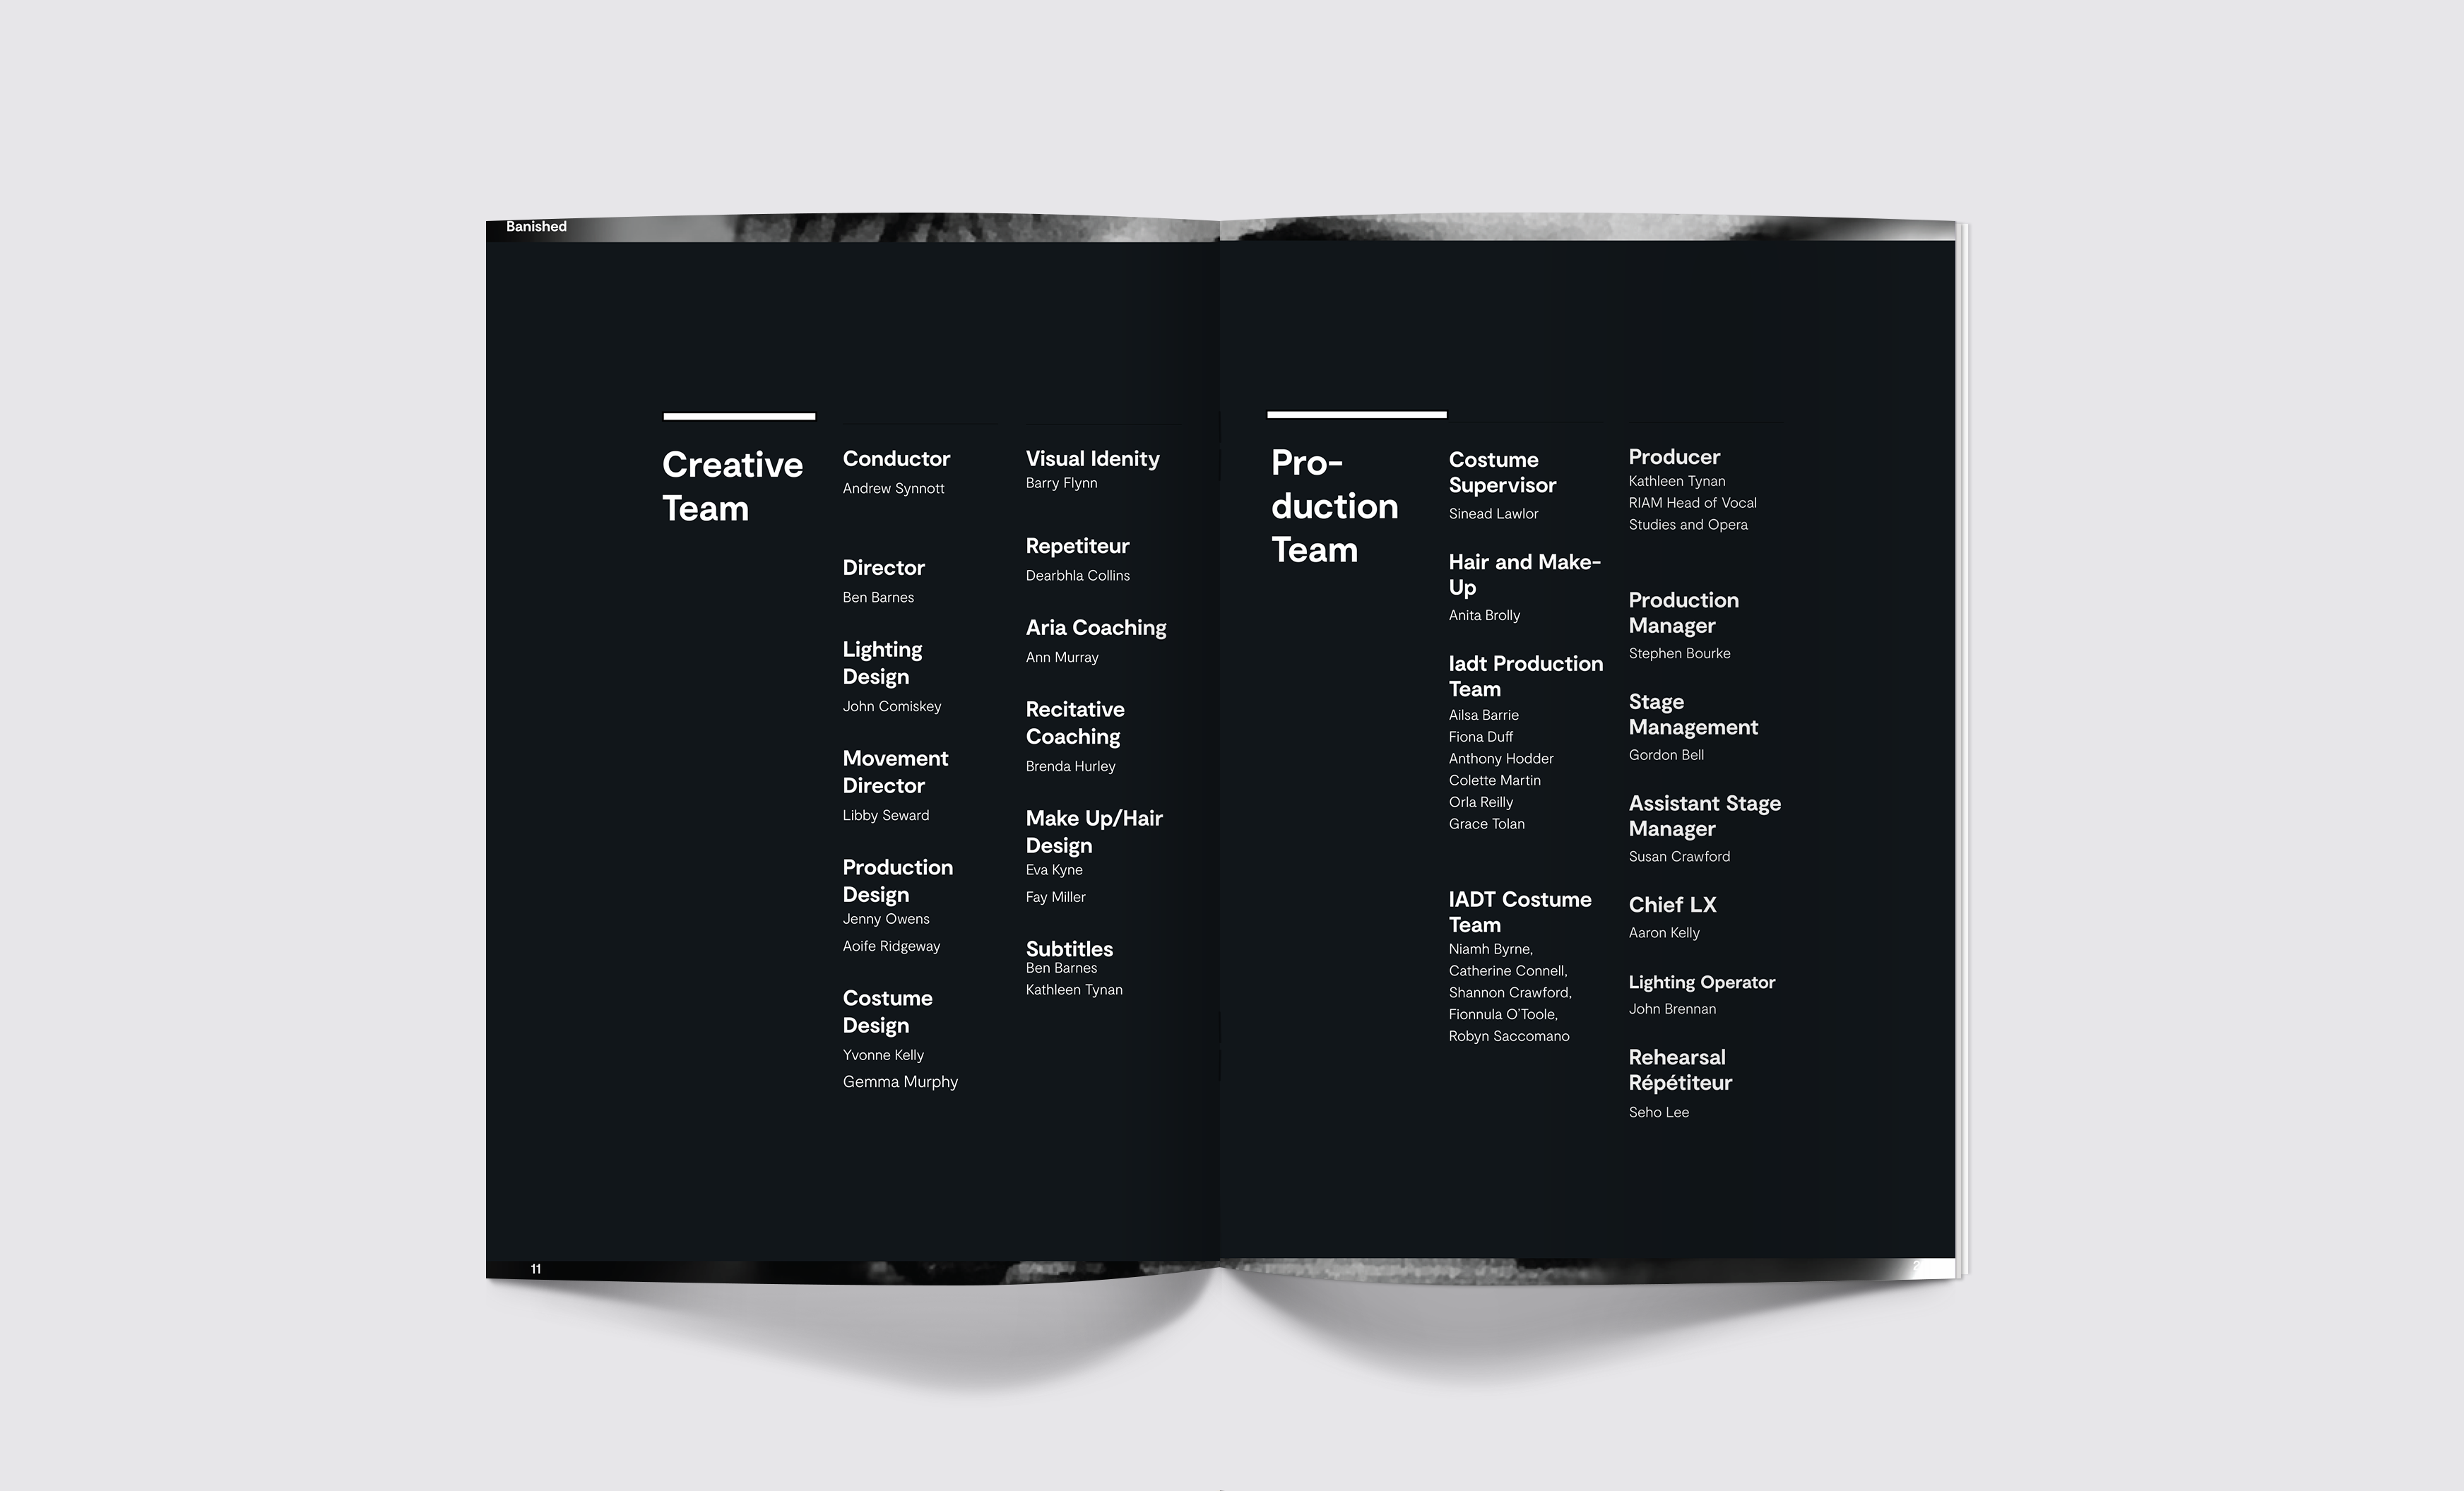 Banished
Creative
Team
Conductor
Andrew Synnott
Director
Ben Barnes
Lighting
Design
John Comiskey
Movement
Director
Libby Seward
Production
Design
Jenny Owens
Aoife Ridgeway
Costume
Design
Yvonne Kelly
Gemma Murphy
Visual Idenity
Barry Flynn
Repetiteur
Dearbhla Collins
Aria Coaching
Ann Murray
Recitative
Coaching
Brenda Hurley
Make Up/Hair
Design
Eva Kyne
Fay Miller
Subtitles
Ben Barnes
Kathleen Tynan
11
Pro-
duction
Team
Costume
Supervisor
Sinead Lawlor
Hair and Make-
Up
Anita Brolly
Iadt Production
Team
Ailsa Barrie
Fiona Duff
Anthony Hodder
Colette Martin
Orla Reilly
Grace Tolan
IADT Costume
Team
Niamh Byrne,
Catherine Connell,
Shannon Crawford,
Fionnula O'Toole,
Robyn Saccomano
Producer
Kathleen Tynan
RIAM Head of Vocal
Studies and Opera
Production
Manager
Stephen Bourke
Stage
Management
Gordon Bell
Assistant Stage
Manager
Susan Crawford
Chief LX
Aaron Kelly
Lighting Operator
John Brennan
Rehearsal
Répétiteur
Seho Lee